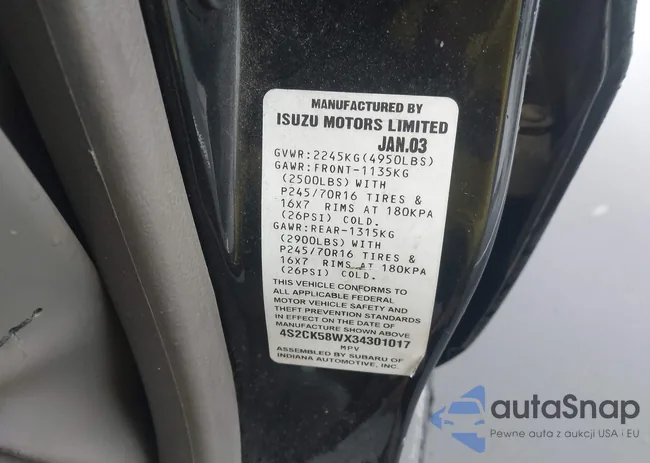 MANUFACTURED BY
ISUZU MOTORS LIMITED
JAN.03
GVWR:2245KG(4950LBS)
GAWR:FRONT-1135KG
(2500LBS) WITH
P245/70R16 TIRES &
16X7 RIMS AT 180KPA
(26PSI) COLD.
GAWR:REAR-1315KG
(2900LBS) WITH
P245/70R16 TIRES &
16X7 RIMS AT 180KPA
(26PSI) COLD.
THIS VEHICLE CONFORMS TO
ALL APPLICABLE FEDERAL
MOTOR VEHICLE SAFETY AND
THEFT PREVENTION STANDARDS
IN EFFECT ON THE DATE OF
MANUFACTURE SHOWN ABOVE
4S2CK58WX34301017
MPV
ASSEMBLED BY SUBARU OF
INDIANA AUTOMOTIVE, INC.
autaSnap
Pewne auta z aukcji USA i EU